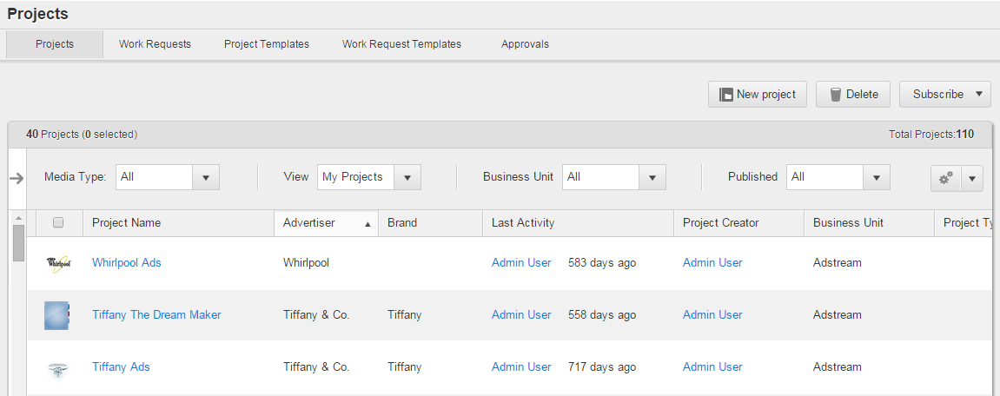 Projects
Projects Work Requests Project Templates Work Request Templates Approvals
New project Delete Subscribe
40 Projects (0 selected) Total Projects:110
Media Type: All View My Projects Business Unit All Published All
Project Name Advertiser Brand Last Activity Project Creator Business Unit Project Ty
Whirlpool Whirlpool Ads Whirlpool Admin User 583 days ago Admin User Adstream
Tiffany The Dream Maker Tiffany & Co. Tiffany Admin User 558 days ago Admin User Adstream
Tiffany Ads Tiffany & Co. Tiffany Admin User 717 days ago Admin User Adstream